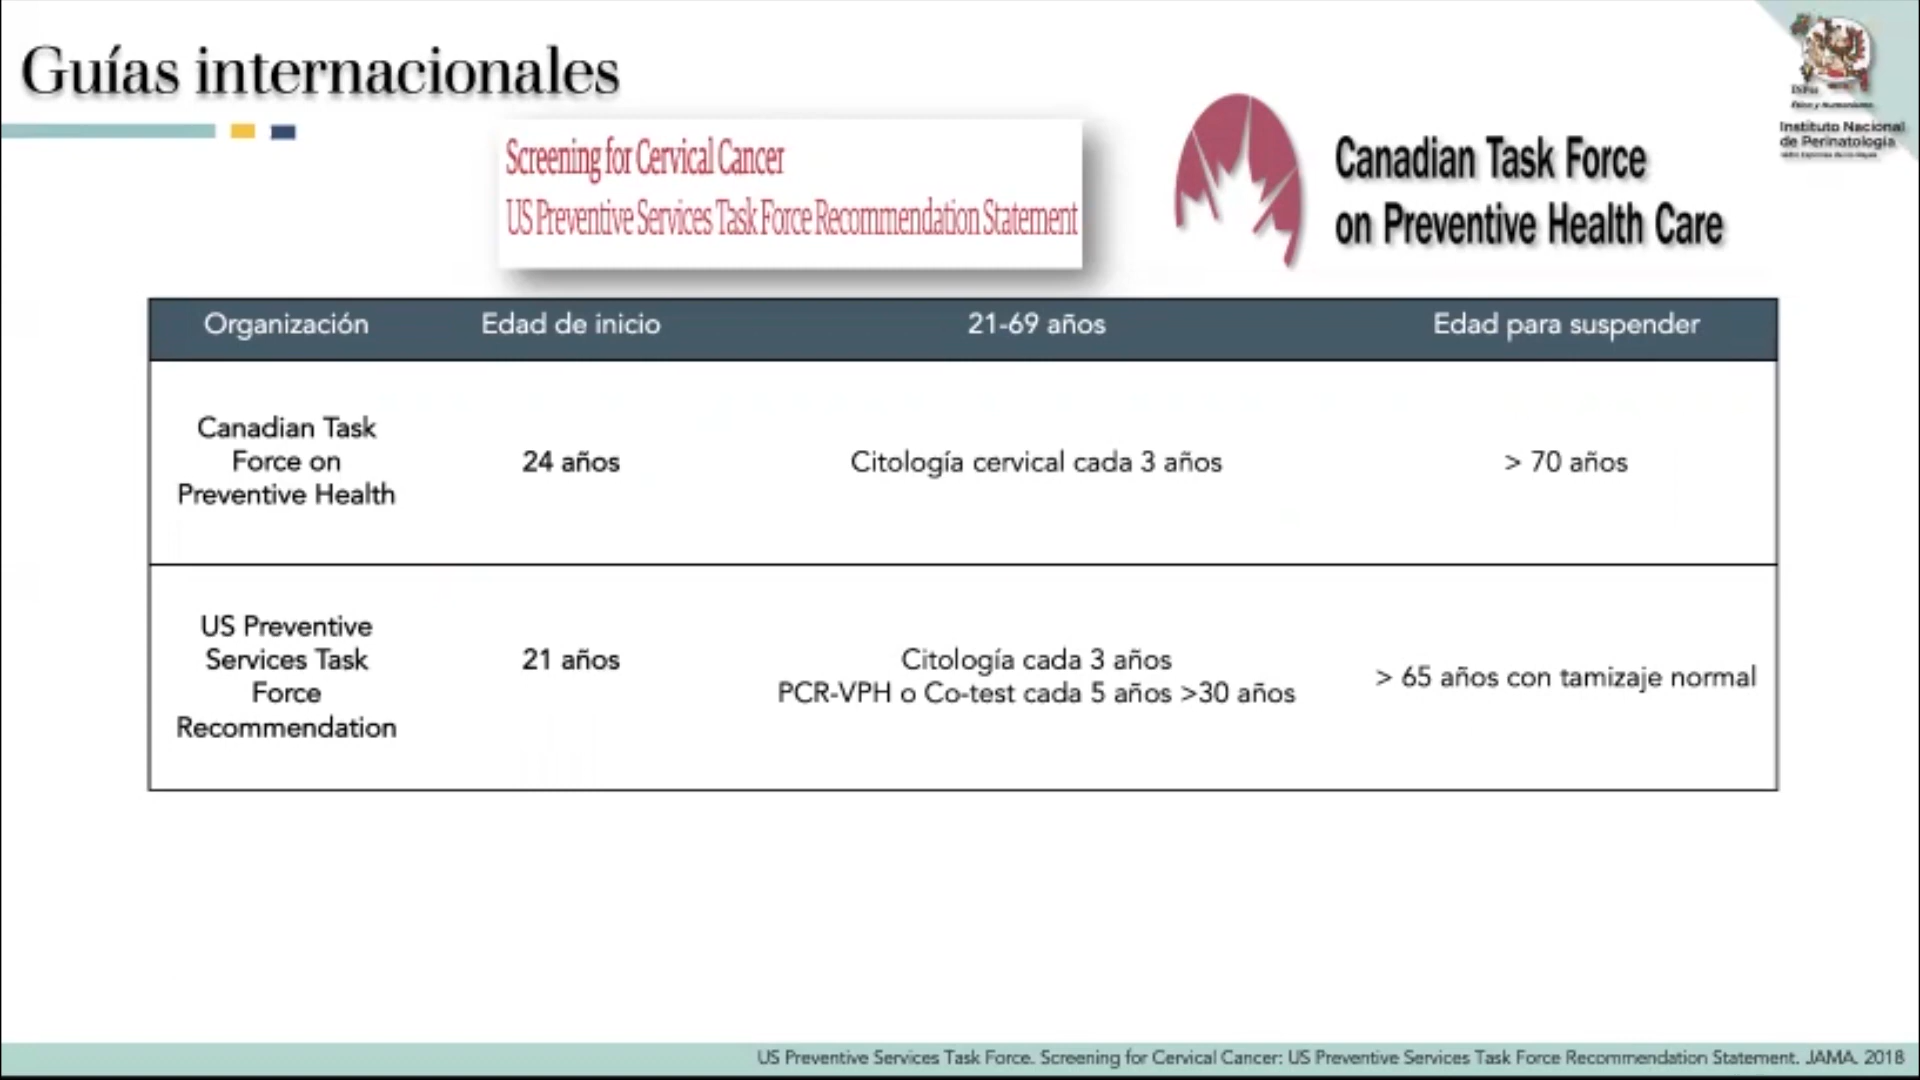 Guías internacionales
Screening for Cervical Cancer
US Preventive Services Task Force Recommendation Statement
Canadian Task Force
on Preventive Health Care
Instituto Nacional
de Perinatología
Organización Edad de inicio 21-69 años Edad para suspender
Canadian Task
Force on
Preventive Health
24 años
Citología cervical cada 3 años
> 70 años
US Preventive
Services Task
Force
Recommendation
21 años
Citología cada 3 años
PCR-VPH o Co-test cada 5 años >30 años
> 65 años con tamizaje normal
US Preventive Services Task Force. Screening for Cervical Cancer: US Preventive Services Task Force Recommendation Statement. JAMA. 2018